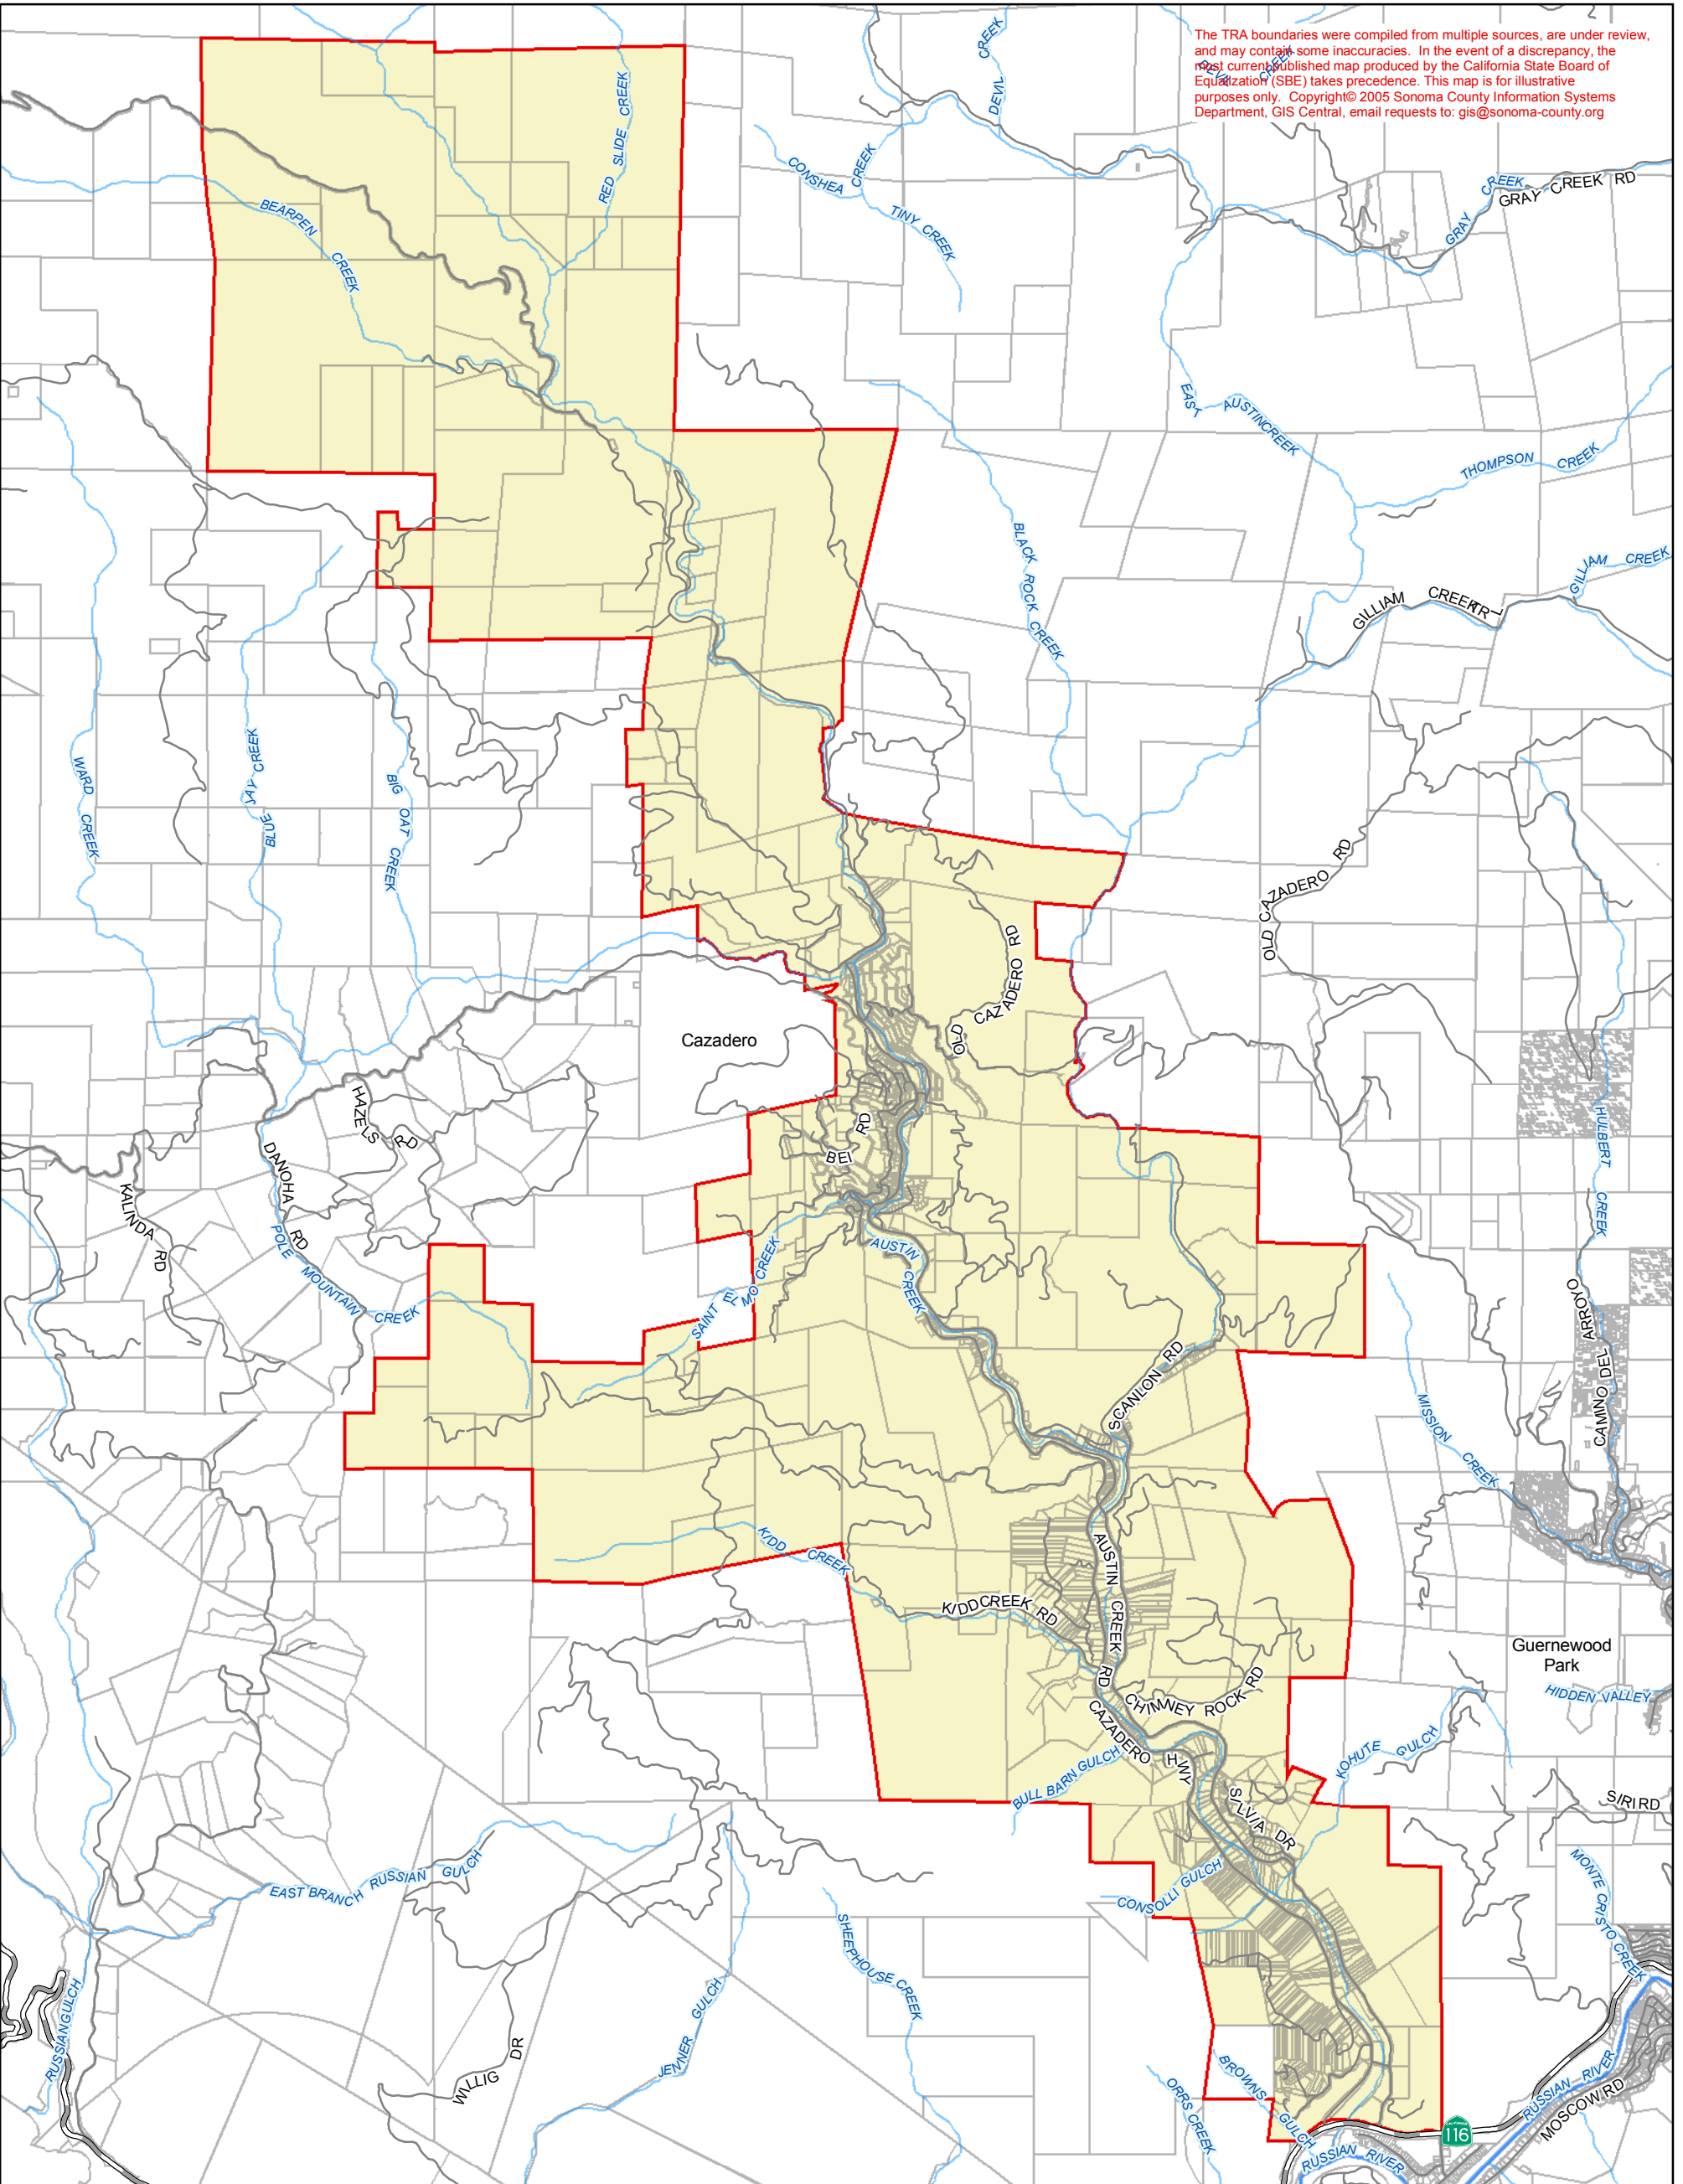 The TRA boundaries were compiled from multiple sources, are under review,
and may contain some inaccuracies. In the event of a discrepancy, the
most current published map produced by the California State Board of
Equalization (SBE) takes precedence. This map is for illustrative
purposes only. Copyright© 2005 Sonoma County Information Systems
Department, GIS Central, email requests to: gis@sonoma-county.org
DEVIL CREEK
DEVIL CREEK
RED SLIDE CREEK
CONSHEA CREEK
TINY CREEK
GRAY CREEK
GRAY CREEK RD
BEARPEN CREEK
EAST AUSTIN CREEK
THOMPSON CREEK
BLACK ROCK CREEK
GILLIAM CREEK
GILLIAM CREEK TRL
WARD CREEK
BLUE JAY CREEK
BIG OAT CREEK
OLD CAZADERO RD
OLD CAZADERO RD
Cazadero
HAZELS RD
BEI RD
DANOHA RD
KALINDA RD
POLE MOUNTAIN CREEK
HULBERT CREEK
SAINT ELMO CREEK
AUSTIN CREEK
SCANLON RD
CAMINO DEL ARROYO
MISSION CREEK
KIDD CREEK
KIDD CREEK RD
AUSTIN CREEK RD
Guernewood
Park
HIDDEN VALLEY
CHIMNEY ROCK RD
CAZADERO HWY
BULL BARN GULCH
KOHUTE GULCH
SILVIA DR
SIRI RD
EAST BRANCH RUSSIAN GULCH
CONSOLLI GULCH
MONTE CRISTO CREEK
SHEEPHOUSE CREEK
RUSSIAN GULCH
JENNER GULCH
WILLIG DR
ORRS CREEK
BROWNS GULCH
RUSSIAN RIVER
RUSSIAN RIVER
MOSCOW RD
116